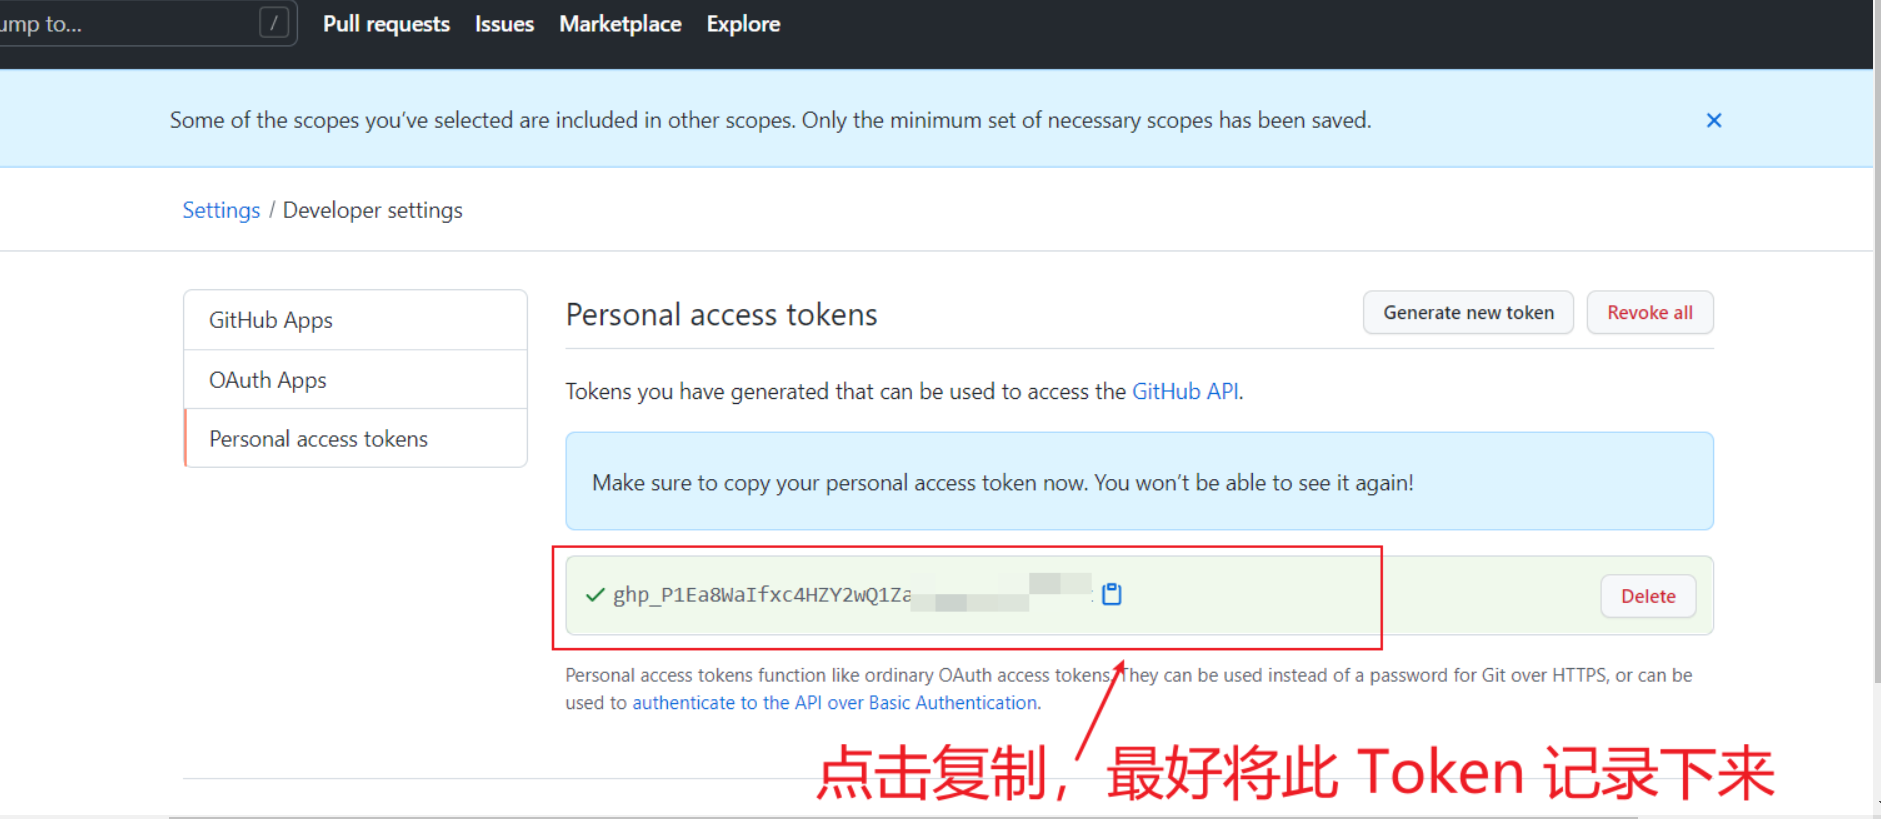 ump to...
/
Pull requests Issues Marketplace Explore
Some of the scopes you've selected are included in other scopes. Only the minimum set of necessary scopes has been saved.
Settings / Developer settings
GitHub Apps
OAuth Apps
Personal access tokens
Personal access tokens
Generate new token
Revoke all
Tokens you have generated that can be used to access the GitHub API.
Make sure to copy your personal access token now. You won't be able to see it again!
ghp_P1Ea8WaIfxc4HZY2wQ1Za
Delete
Personal access tokens function like ordinary OAuth access tokens. They can be used instead of a password for Git over HTTPS, or can be
used to authenticate to the API over Basic Authentication.
点击复制，最好将此 Token 记录下来